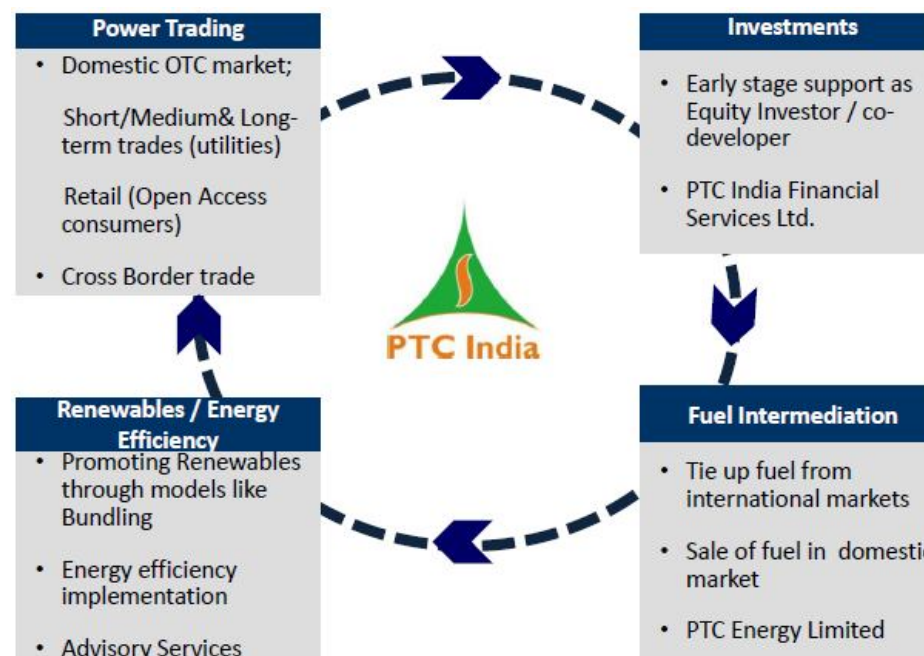 Power Trading
• Domestic OTC market;
Short/Medium& Long-
term trades (utilities)
Retail (Open Access
consumers)
• Cross Border trade
Investments
• Early stage support as
Equity Investor / co-
developer
• PTC India Financial
Services Ltd.
PTC India
Renewables / Energy
Efficiency
• Promoting Renewables
through models like
Bundling
• Energy efficiency
implementation
• Advisory Services
Fuel Intermediation
• Tie up fuel from
international markets
• Sale of fuel in domestic
market
• PTC Energy Limited